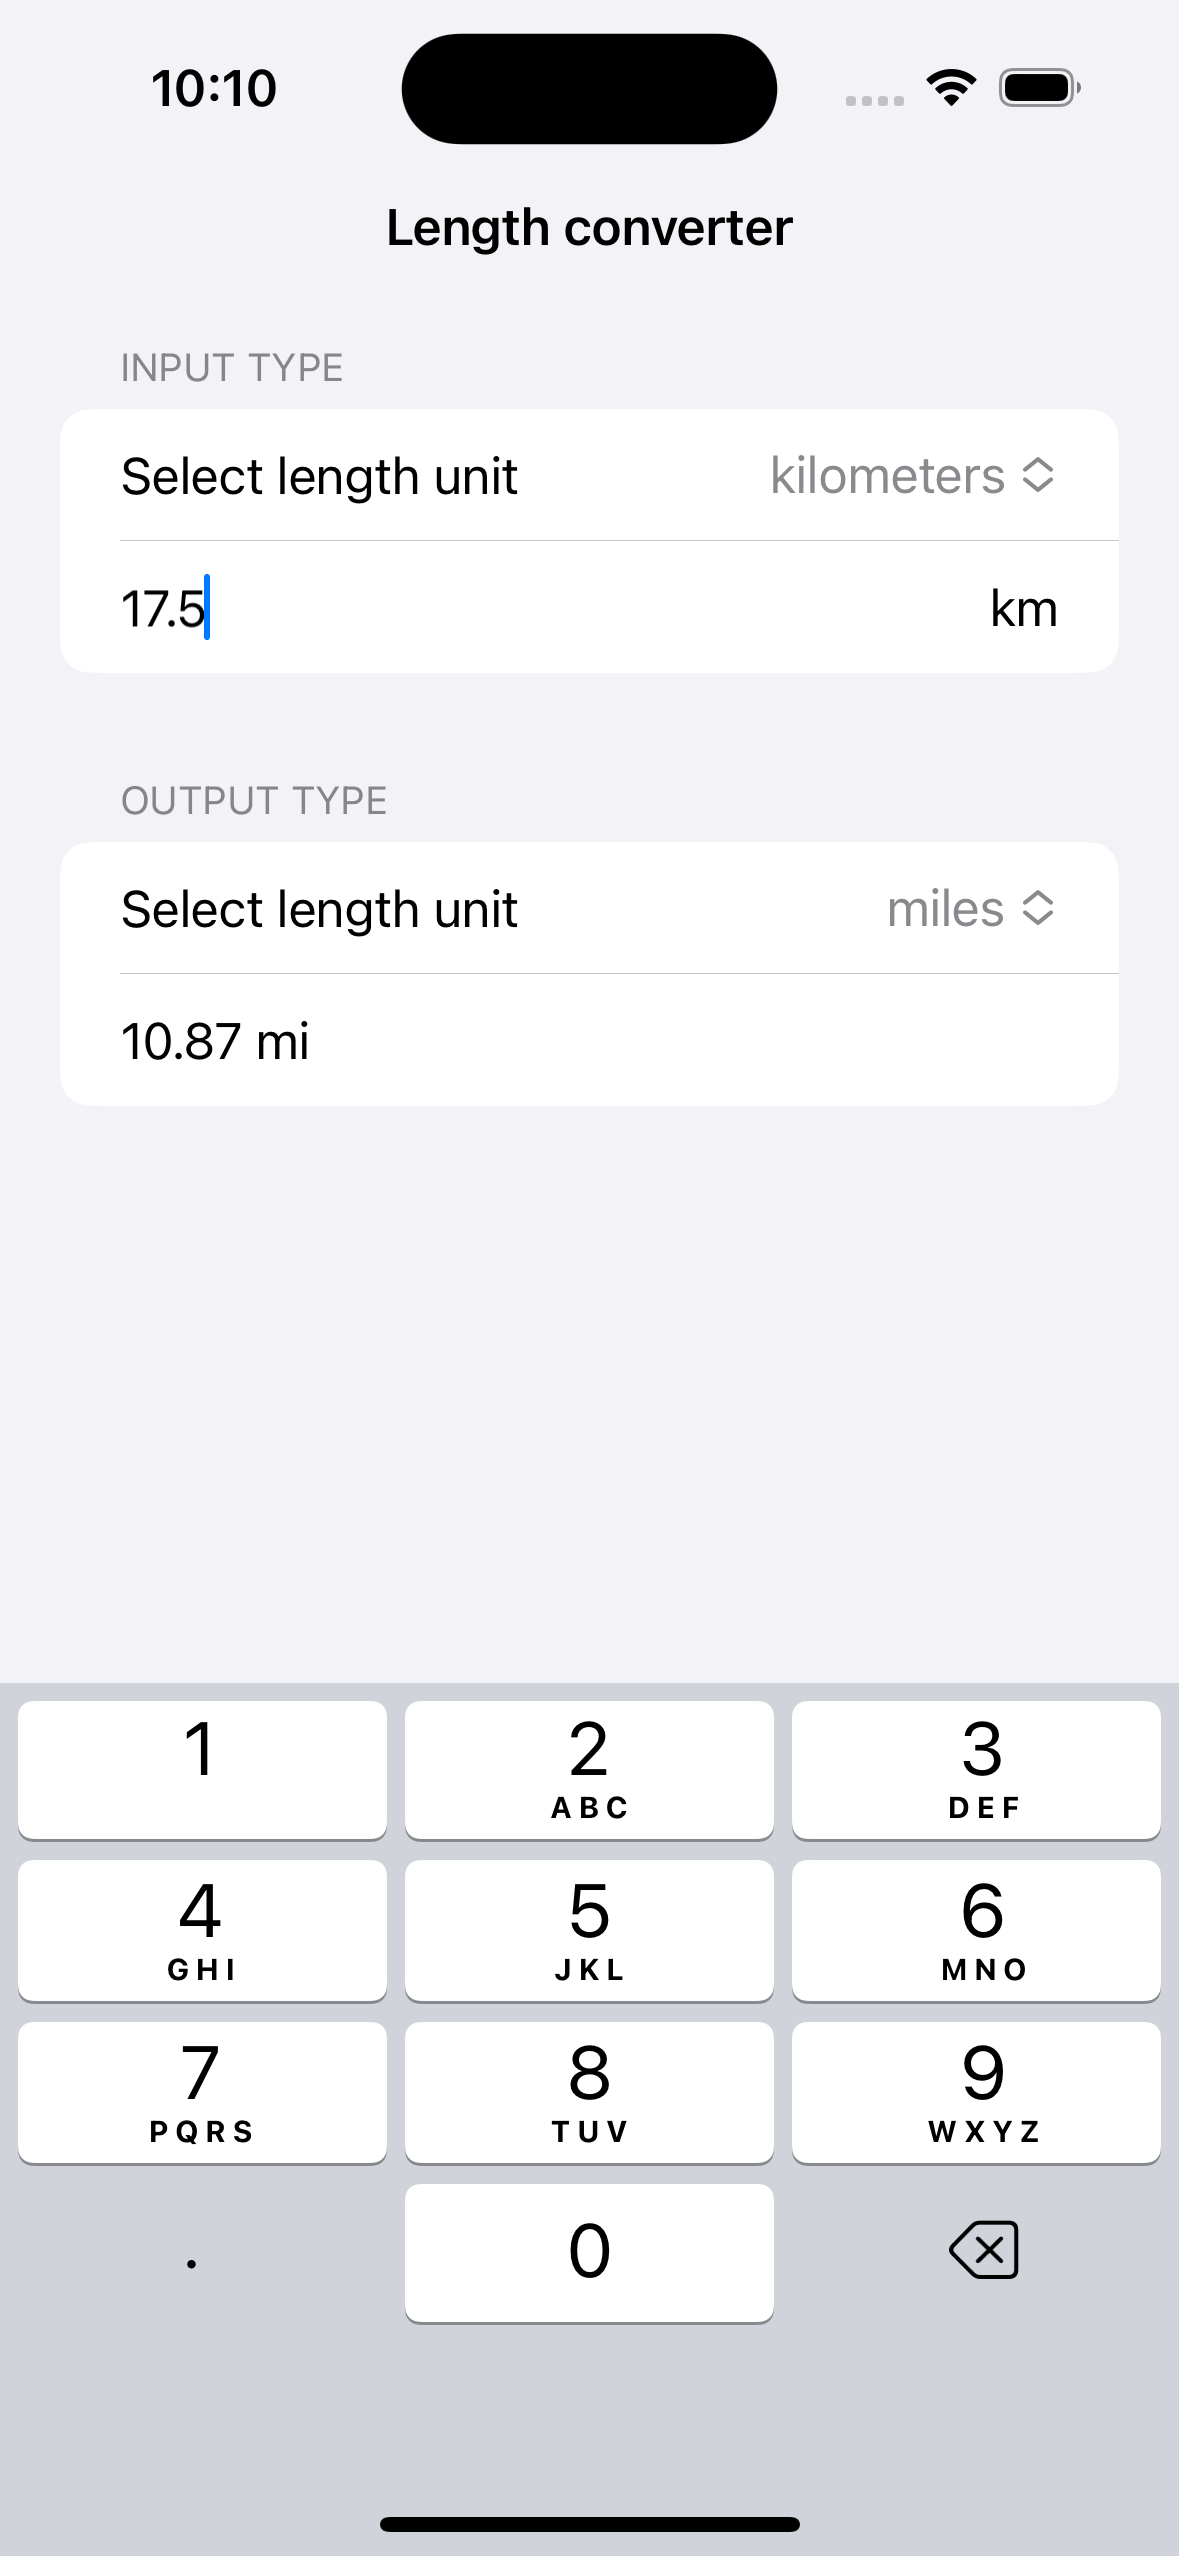 10:10
Length converter
INPUT TYPE
Select length unit kilometers
17.5 km
OUTPUT TYPE
Select length unit miles
10.87 mi
1 2 3
ABC DEF
4 5 6
GHI JKL MNO
7 8 9
PQRS TUV WXYZ
. 0